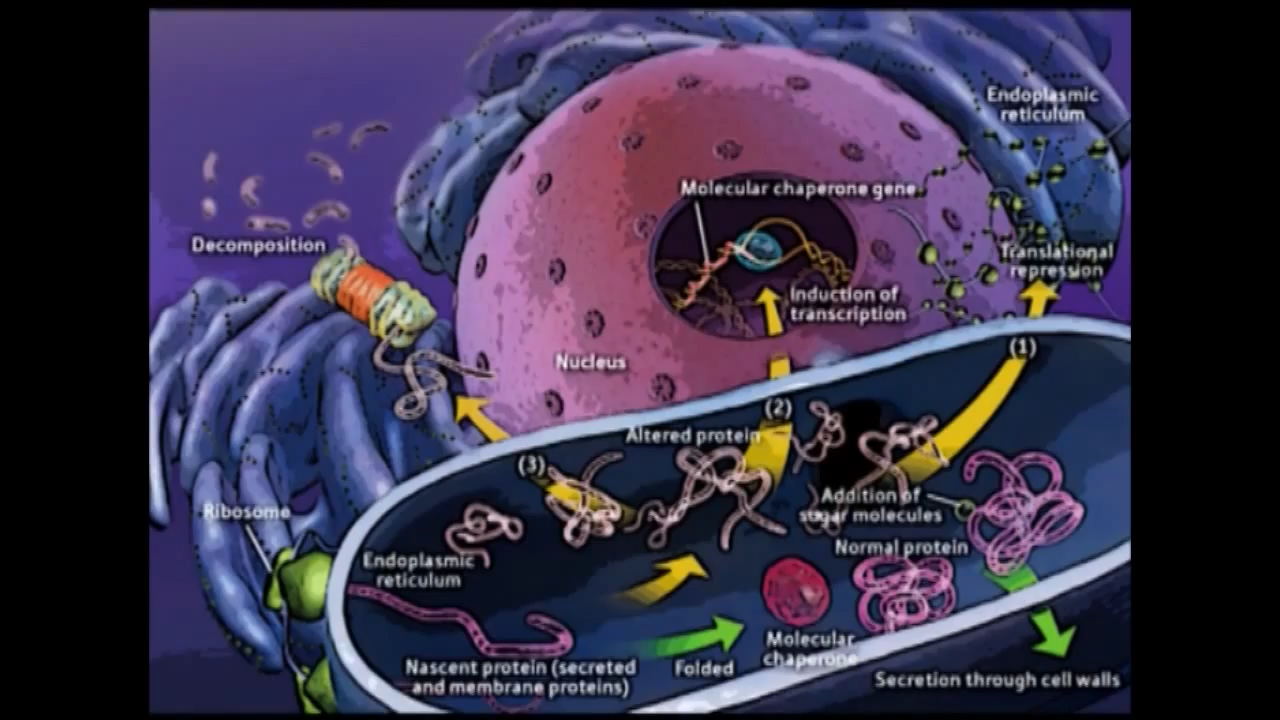 Endoplasmic
reticulum
Molecular chaperone gene
Decomposition
Translational
repression
Induction of
transcription
(1)
Nucleus
(2)
Altered protein
(3)
Addition of
sugar molecules
Ribosome
Normal protein
Endoplasmic
reticulum
Molecular
chaperone
Nascent protein (secreted
and membrane proteins)
Folded
Secretion through cell walls